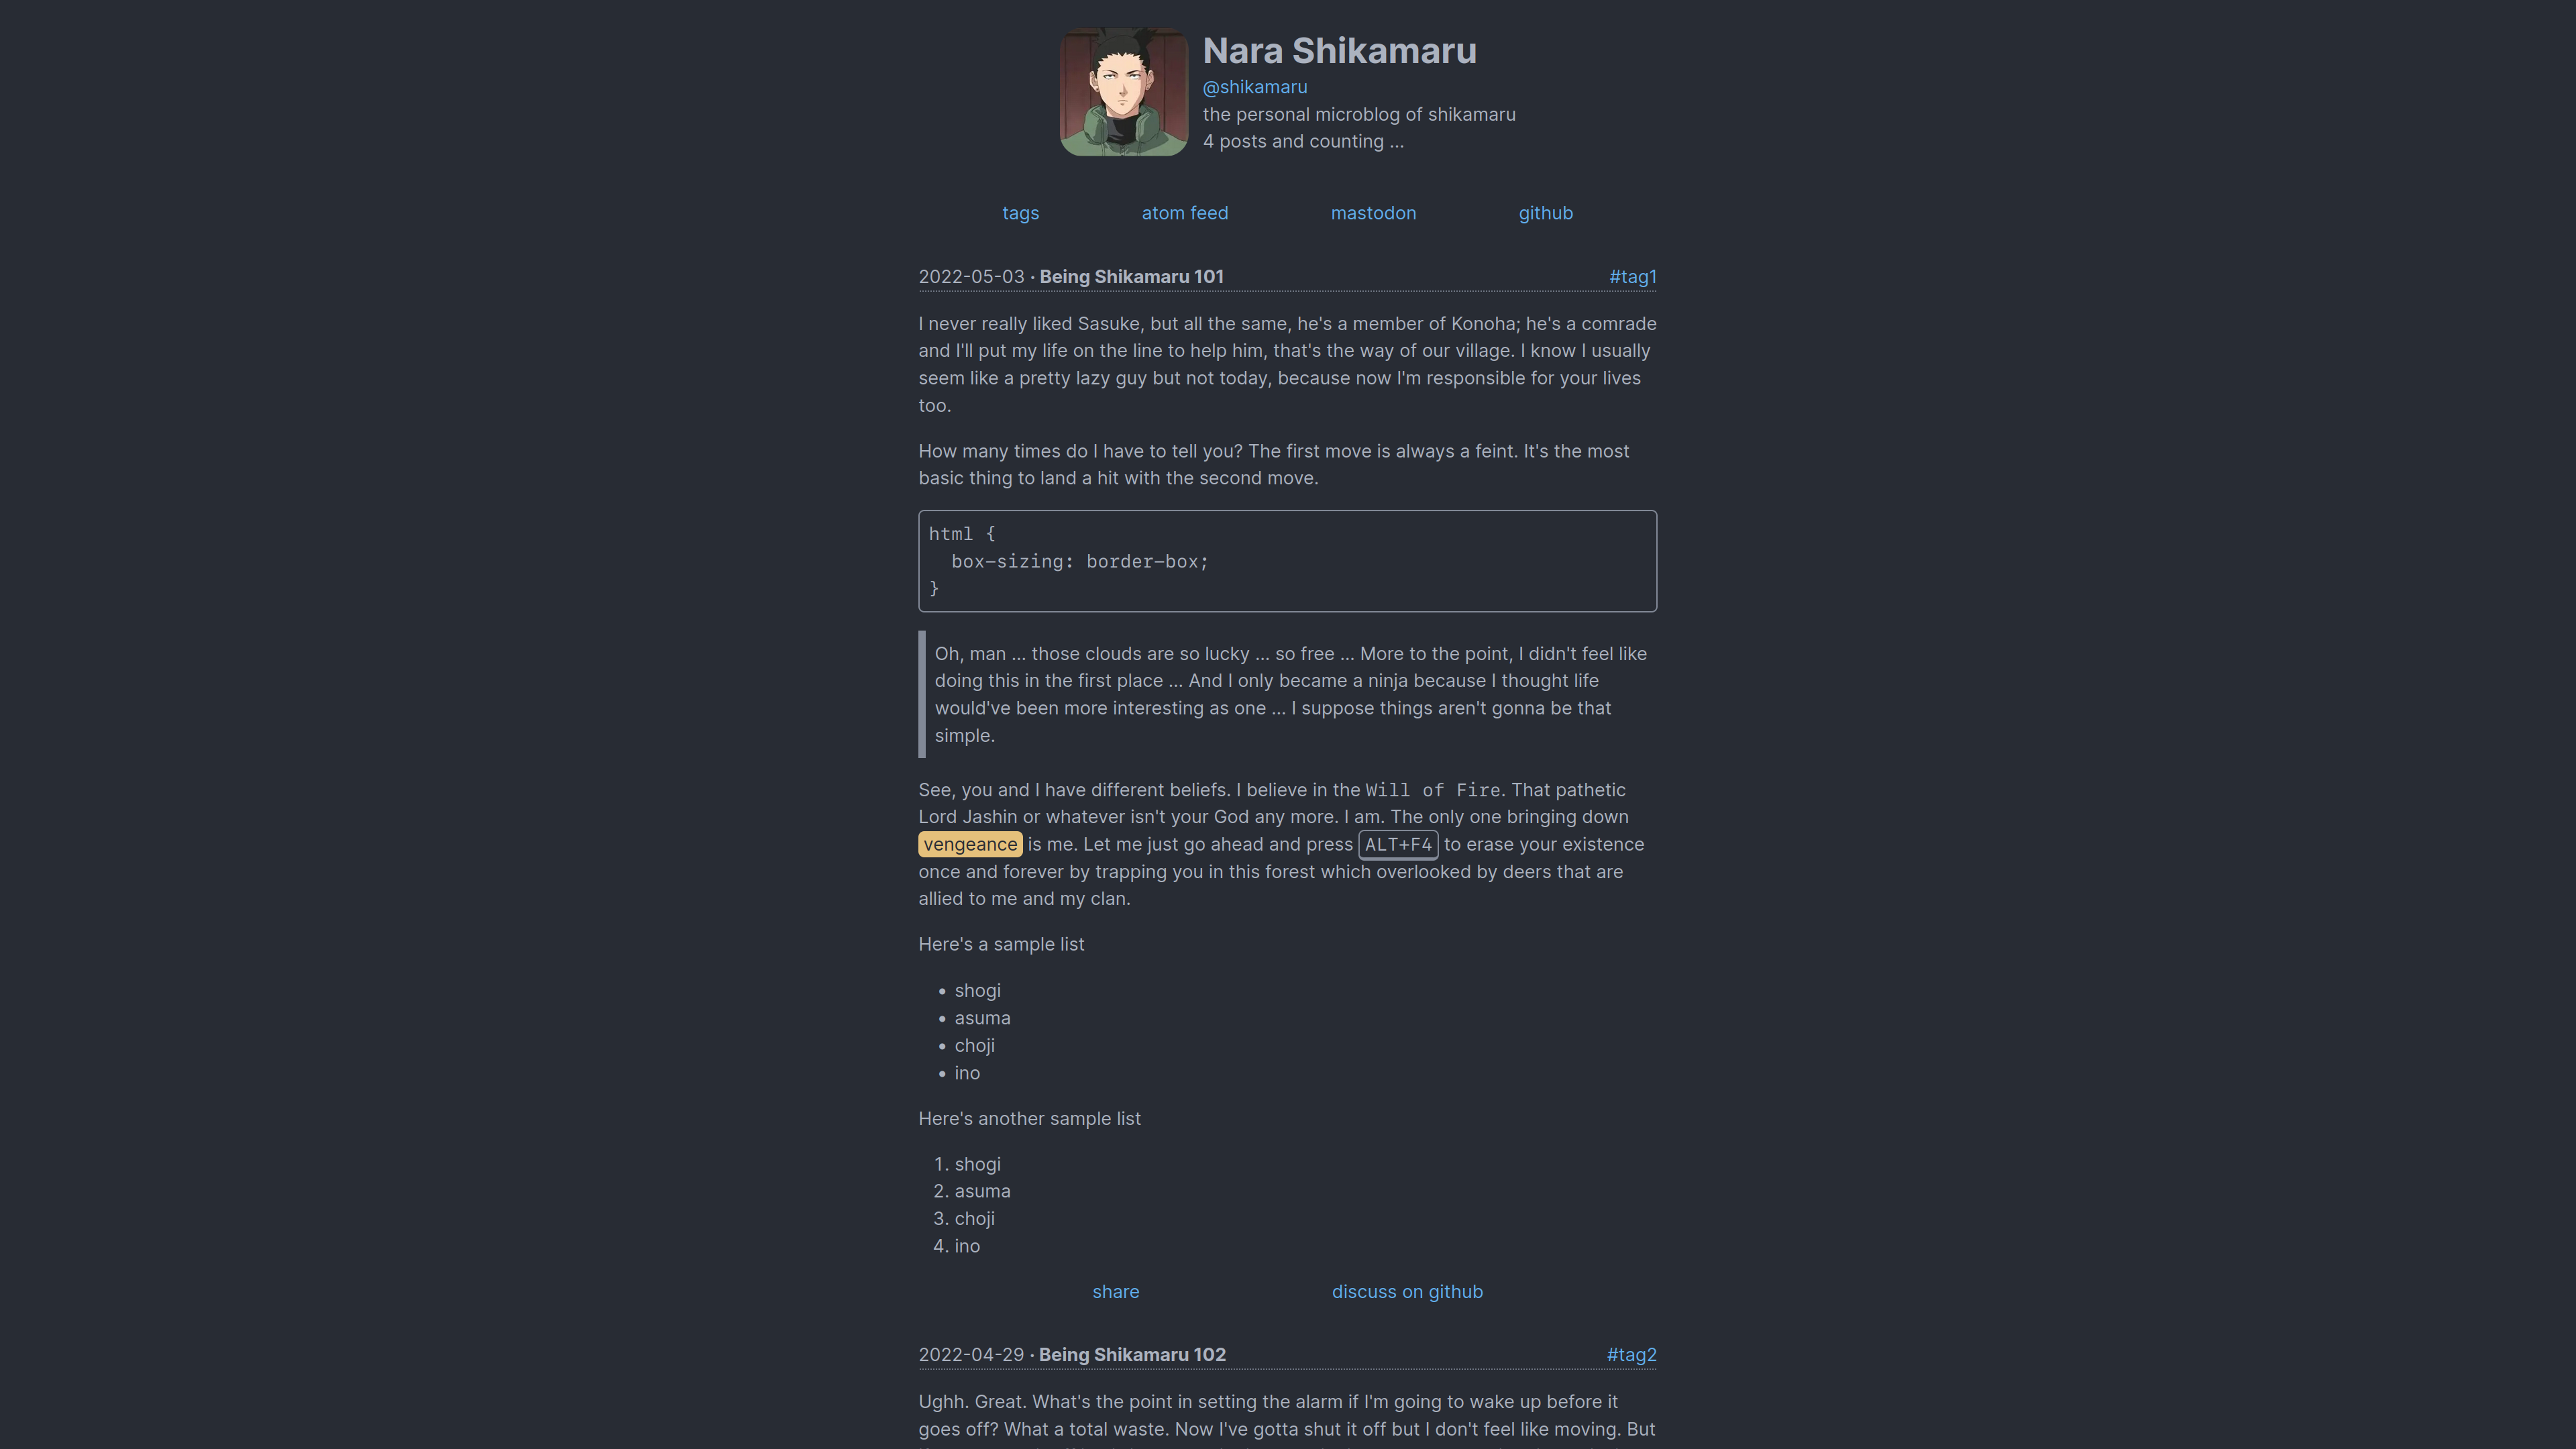 Nara Shikamaru
@shikamaru
the personal microblog of shikamaru
4 posts and counting ...
tags atom feed mastodon github
2022-05-03 · Being Shikamaru 101 #tag1
I never really liked Sasuke, but all the same, he's a member of Konoha; he's a comrade
and I'll put my life on the line to help him, that's the way of our village. I know I usually
seem like a pretty lazy guy but not today, because now I'm responsible for your lives
too.
How many times do I have to tell you? The first move is always a feint. It's the most
basic thing to land a hit with the second move.
html {
  box-sizing: border-box;
}
Oh, man ... those clouds are so lucky ... so free ... More to the point, I didn't feel like
doing this in the first place ... And I only became a ninja because I thought life
would've been more interesting as one ... I suppose things aren't gonna be that
simple.
See, you and I have different beliefs. I believe in the Will of Fire. That pathetic
Lord Jashin or whatever isn't your God any more. I am. The only one bringing down
vengeance is me. Let me just go ahead and press ALT+F4 to erase your existence
once and forever by trapping you in this forest which overlooked by deers that are
allied to me and my clan.
Here's a sample list
• shogi
• asuma
• choji
• ino
Here's another sample list
1. shogi
2. asuma
3. choji
4. ino
share discuss on github
2022-04-29 · Being Shikamaru 102 #tag2
Ughh. Great. What's the point in setting the alarm if I'm going to wake up before it
goes off? What a total waste. Now I've gotta shut it off but I don't feel like moving. But